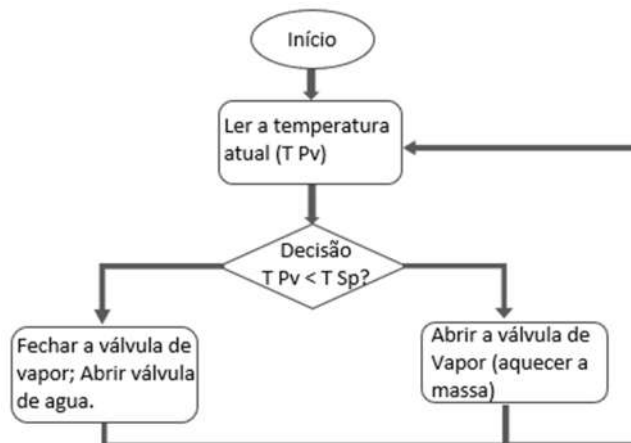 Início
Ler a temperatura
atual (T Pv)
Decisão
T Pv < T Sp?
Fechar a válvula de
vapor; Abrir válvula
de agua.
Abrir a válvula de
Vapor (aquecer a
massa)